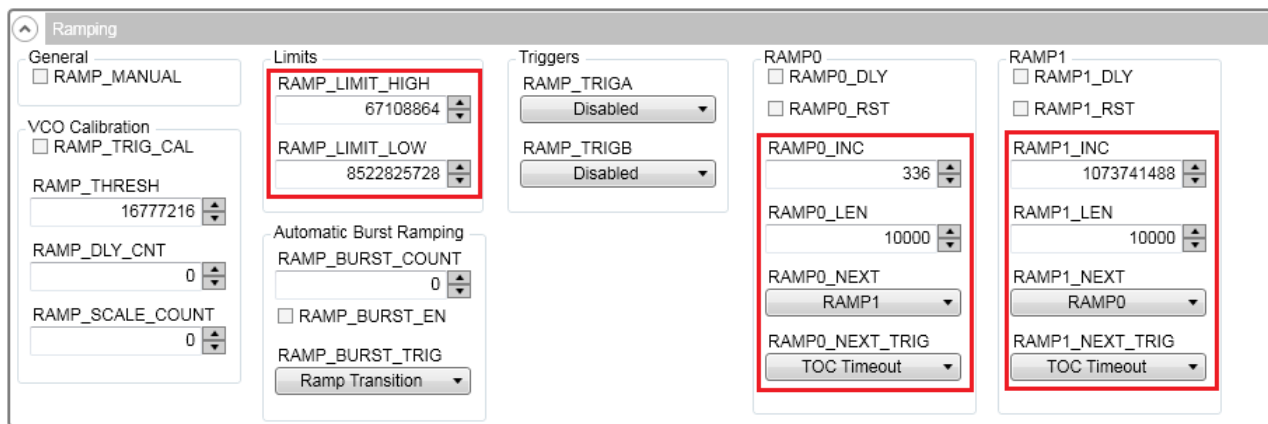 Ramping
General
RAMP_MANUAL
VCO Calibration
RAMP_TRIG_CAL
RAMP_THRESH
16777216
RAMP_DLY_CNT
0
RAMP_SCALE_COUNT
0
Limits
RAMP_LIMIT_HIGH
67108864
RAMP_LIMIT_LOW
8522825728
Automatic Burst Ramping
RAMP_BURST_COUNT
0
RAMP_BURST_EN
RAMP_BURST_TRIG
Ramp Transition
Triggers
RAMP_TRIGA
Disabled
RAMP_TRIGB
Disabled
RAMP0
RAMP0_DLY
RAMP0_RST
RAMP0_INC
336
RAMP0_LEN
10000
RAMP0_NEXT
RAMP1
RAMP0_NEXT_TRIG
TOC Timeout
RAMP1
RAMP1_DLY
RAMP1_RST
RAMP1_INC
1073741488
RAMP1_LEN
10000
RAMP1_NEXT
RAMP0
RAMP1_NEXT_TRIG
TOC Timeout